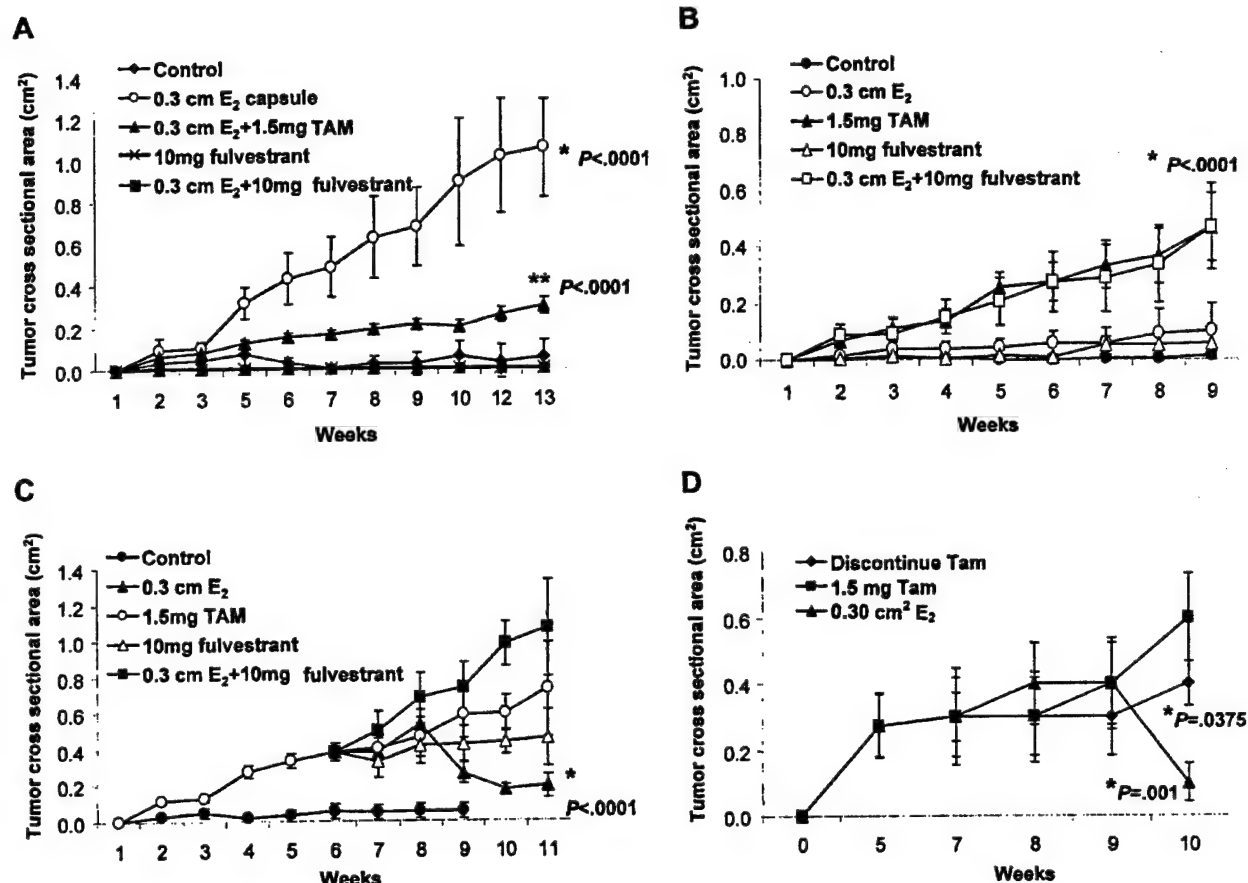 A
Tumor cross sectional area (cm²)
1.4
1.2
1.0
0.8
0.6
0.4
0.2
0.0
Control
0.3 cm E₂ capsule
0.3 cm E₂+1.5mg TAM
10mg fulvestrant
0.3 cm E₂+10mg fulvestrant
* P<.0001
** P<.0001
1 2 3 5 6 7 8 9 10 12 13
Weeks
B
Tumor cross sectional area (cm²)
1.0
0.8
0.6
0.4
0.2
0.0
Control
0.3 cm E₂
1.5mg TAM
10mg fulvestrant
0.3 cm E₂+10mg fulvestrant
* P<.0001
1 2 3 4 5 6 7 8 9
Weeks
C
Tumor cross sectional area (cm²)
1.4
1.2
1.0
0.8
0.6
0.4
0.2
0.0
Control
0.3 cm E₂
1.5mg TAM
10mg fulvestrant
0.3 cm E₂+10mg fulvestrant
*
P<.0001
1 2 3 4 5 6 7 8 9 10 11
Weeks
D
Tumor cross sectional area (cm²)
0.8
0.6
0.4
0.2
0.0
Discontinue Tam
1.5 mg Tam
0.30 cm² E₂
*P=.0375
*P=.001
0 5 7 8 9 10
Weeks